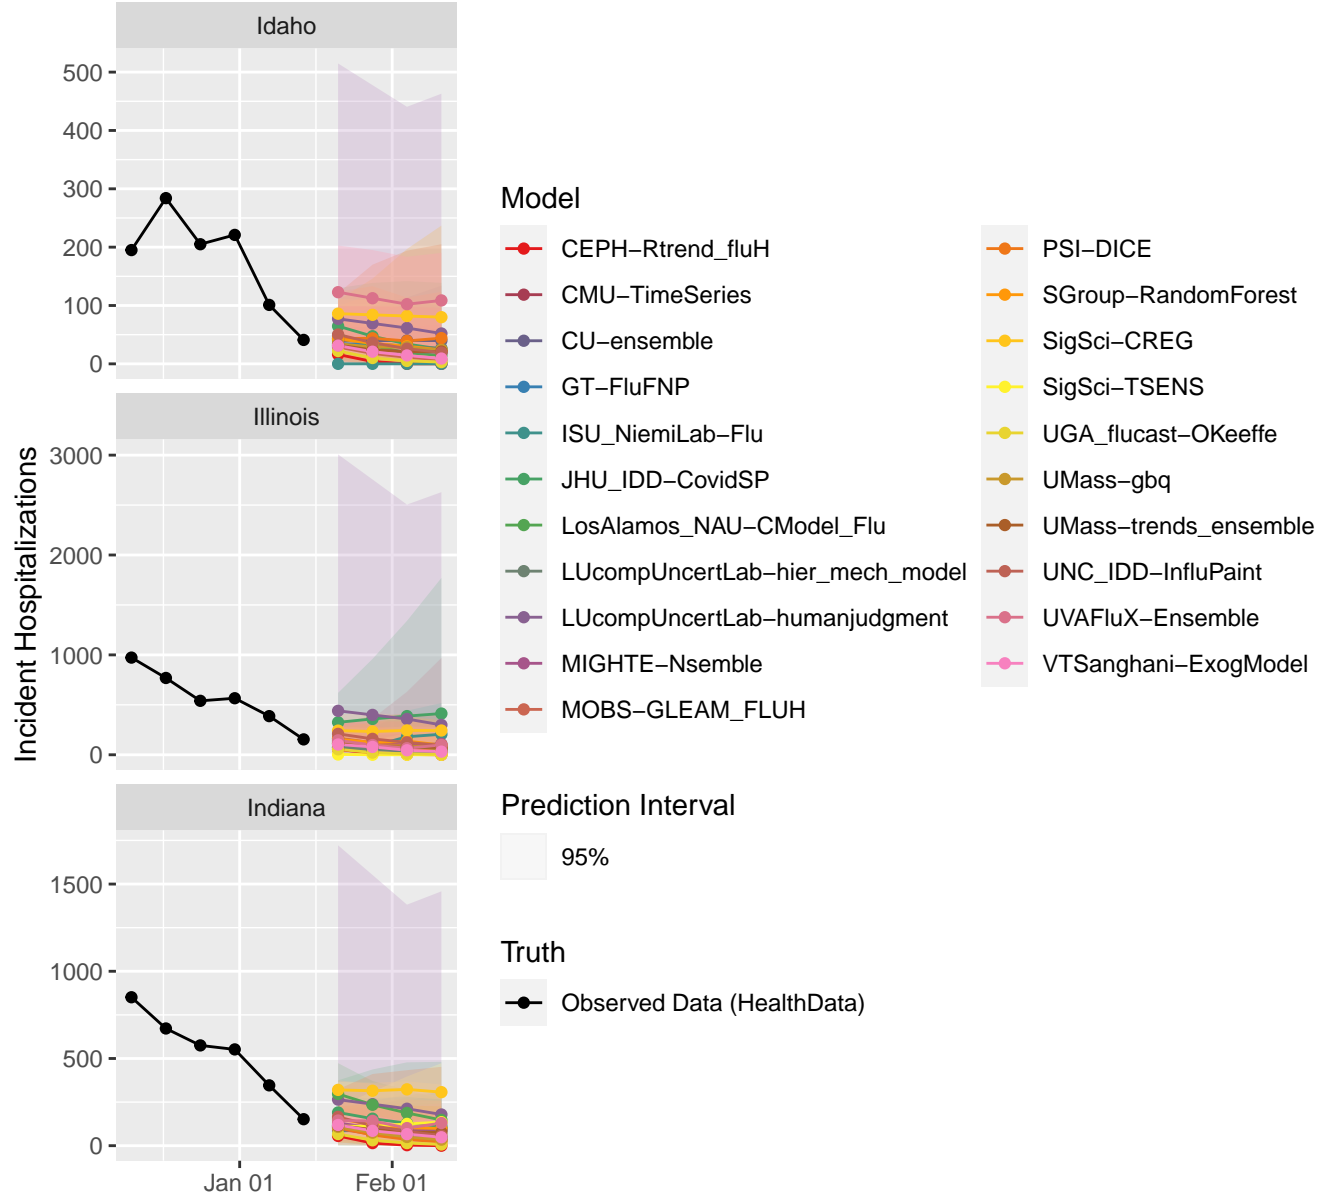 Idaho
500
400
300
200
100
0
Illinois
3000
2000
1000
0
Indiana
1500
1000
500
0
Jan 01
Feb 01
Incident Hospitalizations
Model
CEPH−Rtrend_fluH
CMU−TimeSeries
CU−ensemble
GT−FluFNP
ISU_NiemiLab−Flu
JHU_IDD−CovidSP
LosAlamos_NAU−CModel_Flu
LUcompUncertLab−hier_mech_model
LUcompUncertLab−humanjudgment
MIGHTE−Nsemble
MOBS−GLEAM_FLUH
PSI−DICE
SGroup−RandomForest
SigSci−CREG
SigSci−TSENS
UGA_flucast−OKeeffe
UMass−gbq
UMass−trends_ensemble
UNC_IDD−InfluPaint
UVAFluX−Ensemble
VTSanghani−ExogModel
Prediction Interval
95%
Truth
Observed Data (HealthData)